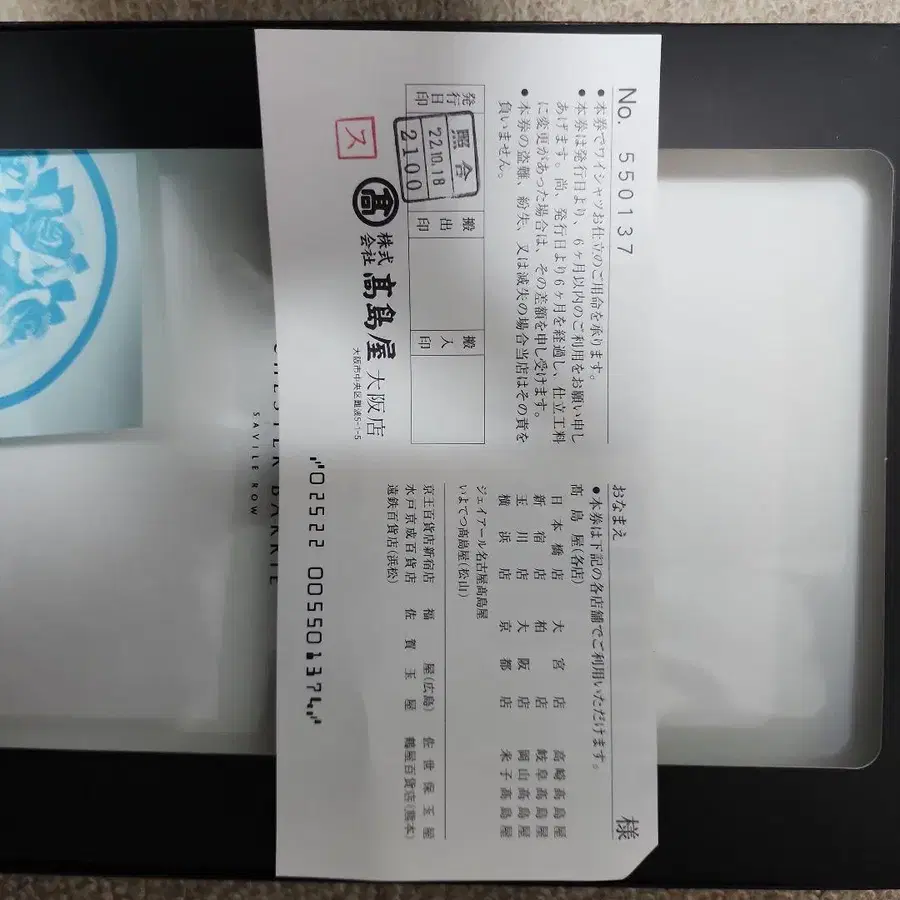 No. 550137
●本券でワイシャツお仕立のご用命を承ります。
●本券は発行日より、6ヶ月以内のご利用をお願い申し
あげます。尚、発行日より6ヶ月を経過し、仕立工料
に変更があった場合は、その差額を申し受けます。
●本券の盗難、紛失、又は滅失の場合当店はその責を
負いません。
発行日印
搬出印
搬入印
照合
22.10.18
2100
ス
髙
株式会社 髙島屋 大阪店
大阪市中央区難波5-1-5
おなまえ 様
●本券は下記の各店舗でご利用いただけます。
髙島屋(各店)
日本橋店 大宮店 高崎髙島屋
新宿店 柏店 岐阜髙島屋
玉川店 大阪店 岡山髙島屋
横浜店 京都店 米子髙島屋
ジェイアール名古屋髙島屋
いよてつ髙島屋(松山)
京王百貨店新宿店 福屋(広島) 佐世保玉屋
水戸京成百貨店 佐賀玉屋 鶴屋百貨店(熊本)
遠鉄百貨店(浜松)
02522 005501374
CHESTER BARRIE
SAVILE ROW